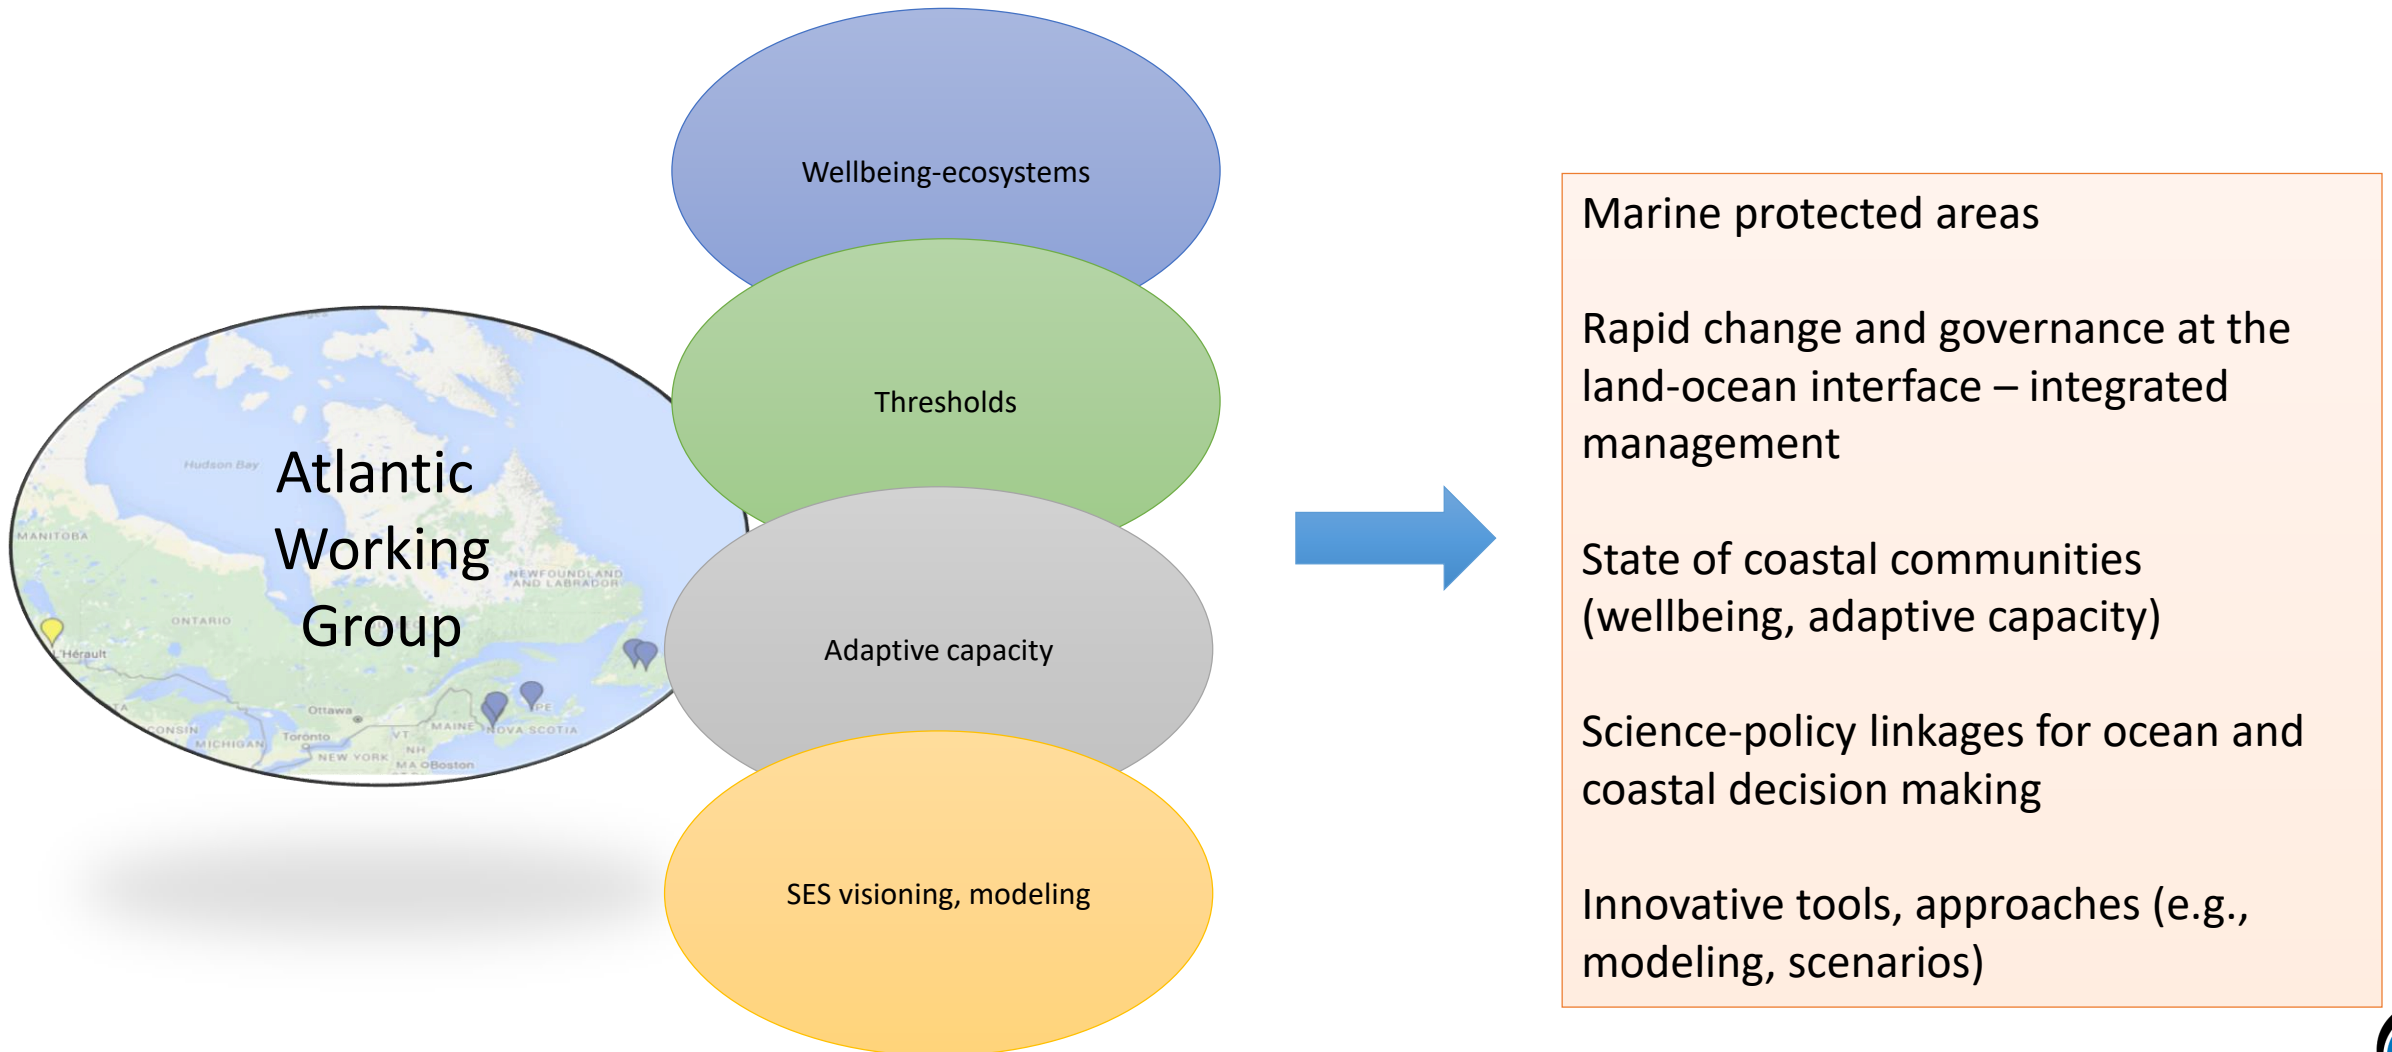 Wellbeing-ecosystems
Thresholds
Adaptive capacity
SES visioning, modeling
Atlantic
Working
Group
Hudson Bay
MANITOBA
ONTARIO
NEWFOUNDLAND
AND LABRADOR
L'Hérault
Ottawa
Toronto
MICHIGAN
CONSIN
NEW YORK
VT
NH
MAINE
PE
NOVA SCOTIA
MA
Boston
Marine protected areas
Rapid change and governance at the
land-ocean interface – integrated
management
State of coastal communities
(wellbeing, adaptive capacity)
Science-policy linkages for ocean and
coastal decision making
Innovative tools, approaches (e.g.,
modeling, scenarios)